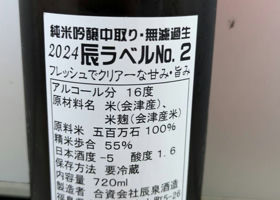 純米吟醸中取り・無濾過生
2024 辰ラベルNo. 2
フレッシュでクリアーな甘み・旨み
アルコール分 16度
原材料名 米(会津産)、
米麹(会津産米)
原料米 五百万石 100%
精米歩合 55%
日本酒度 -5 酸度 1. 6
保存方法 要冷蔵
内容量 720ml
製造者 合資会社辰泉酒造
15-26